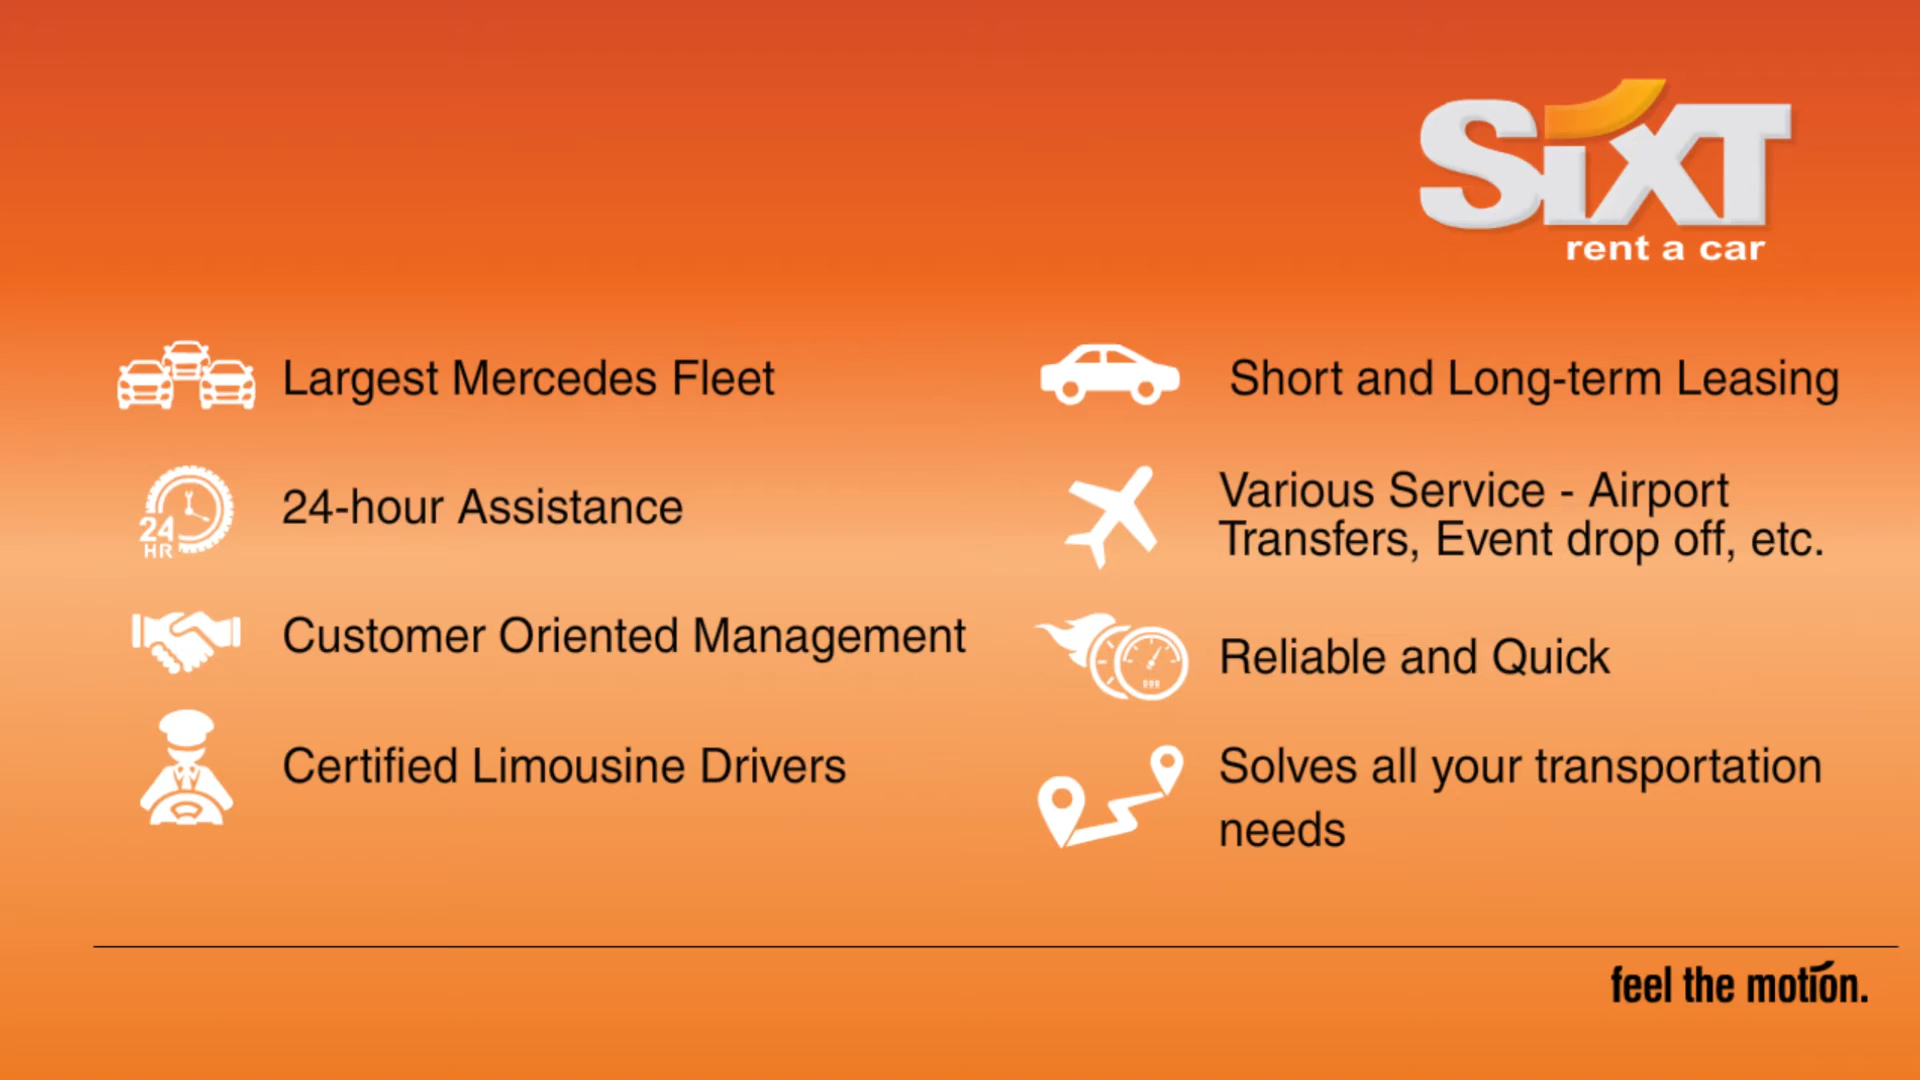 SiXT
rent a car
Largest Mercedes Fleet
24-hour Assistance
24
HR
Customer Oriented Management
Certified Limousine Drivers
Short and Long-term Leasing
Various Service - Airport
Transfers, Event drop off, etc.
Reliable and Quick
Solves all your transportation
needs
feel the motion.